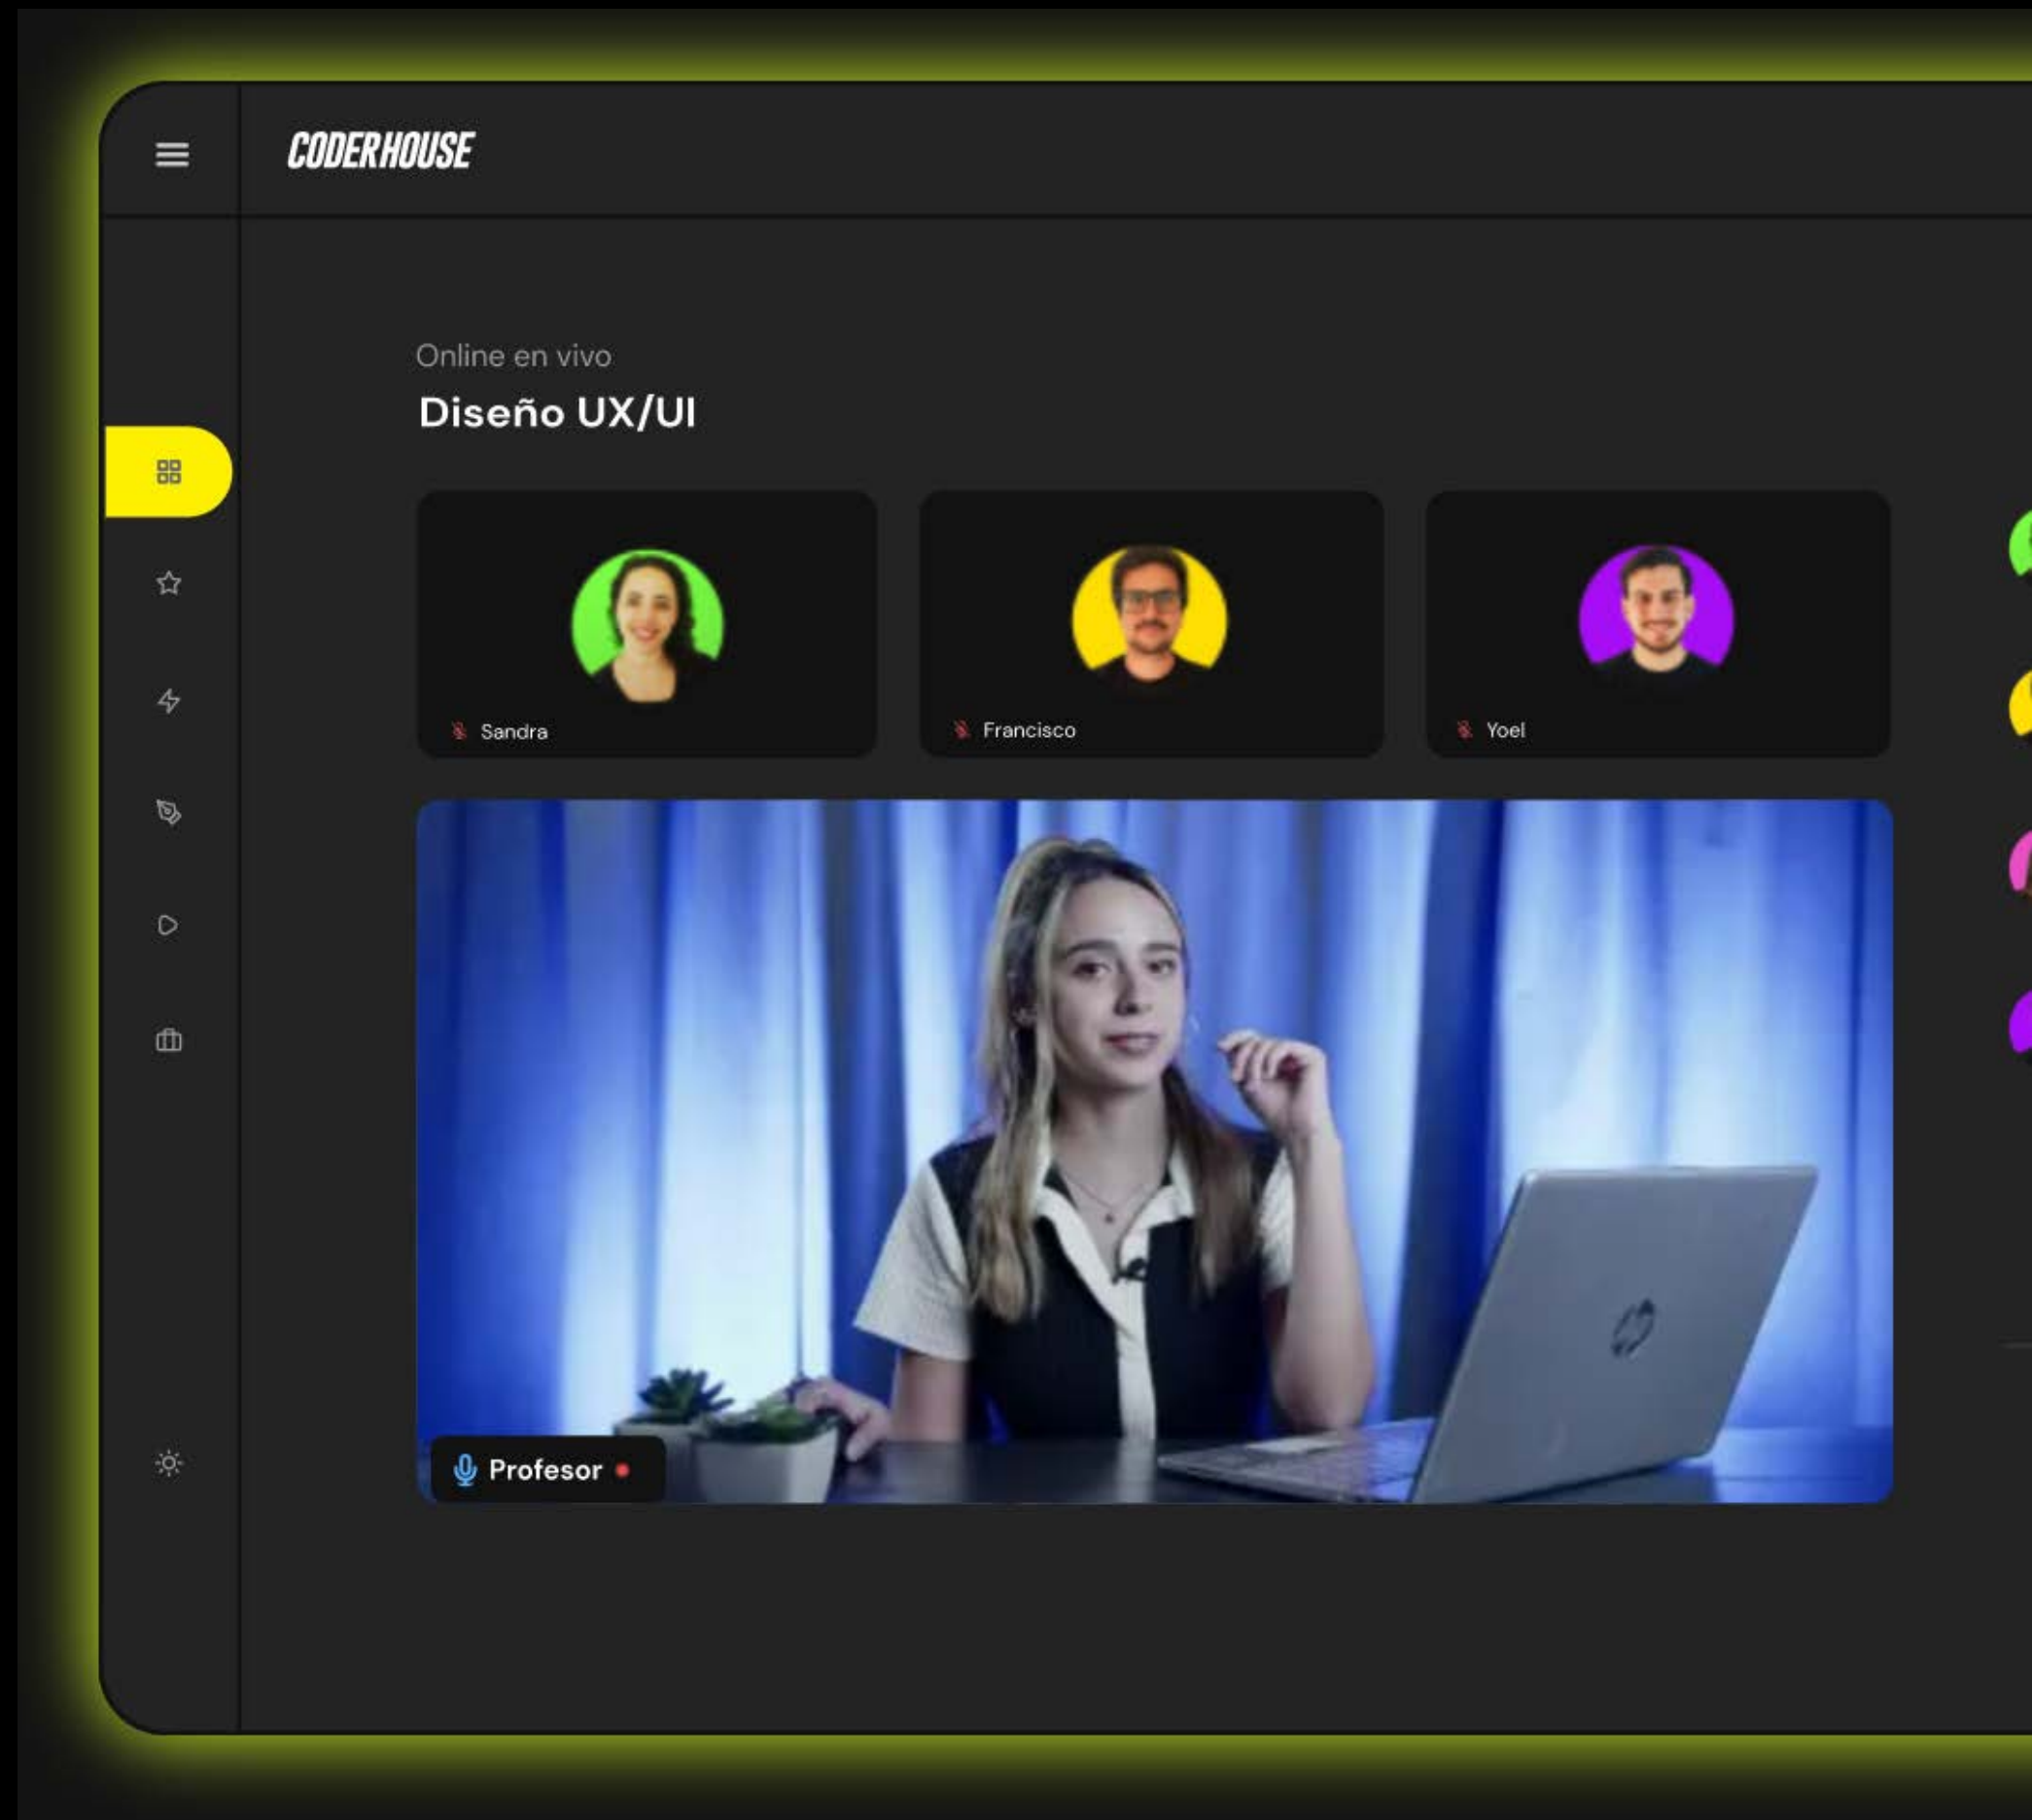 CODERHOUSE
Online en vivo
Diseño UX/UI
Sandra
Francisco
Yoel
Profesor